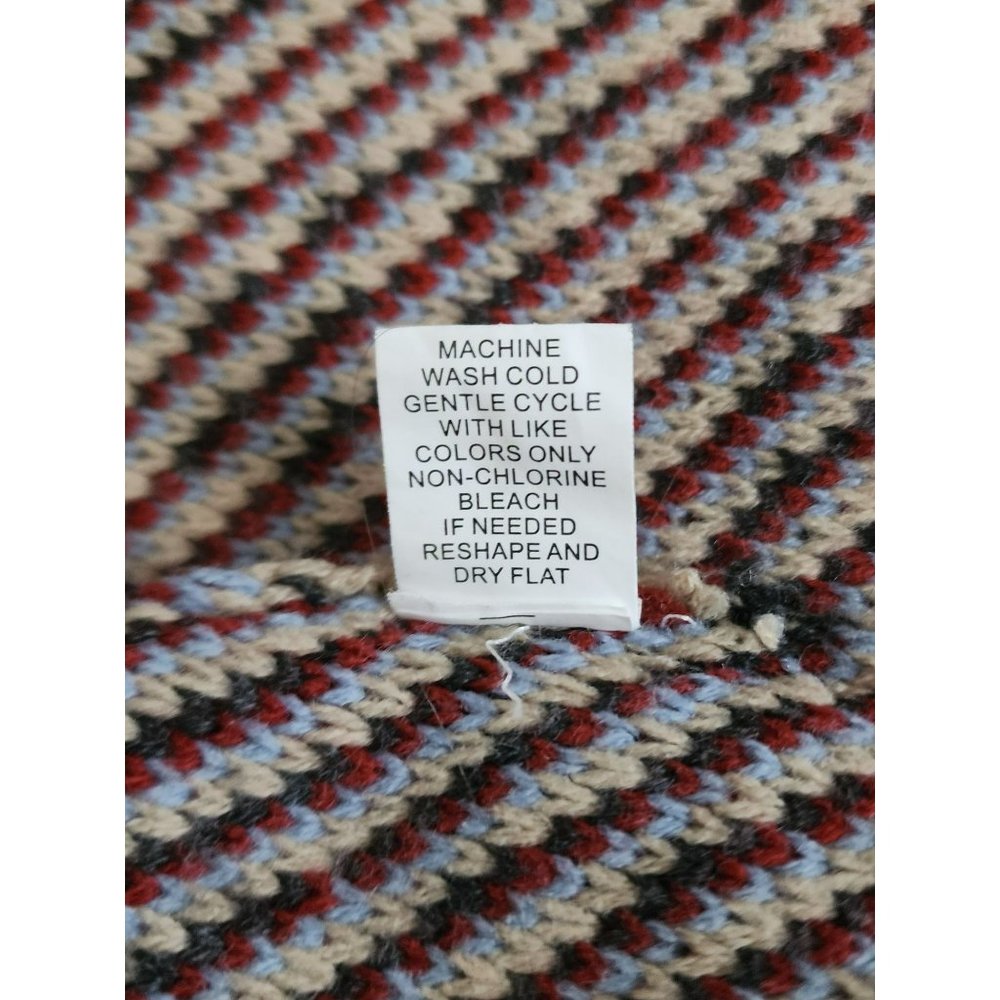 MACHINE
WASH COLD
GENTLE CYCLE
WITH LIKE
COLORS ONLY
NON-CHLORINE
BLEACH
IF NEEDED
RESHAPE AND
DRY FLAT